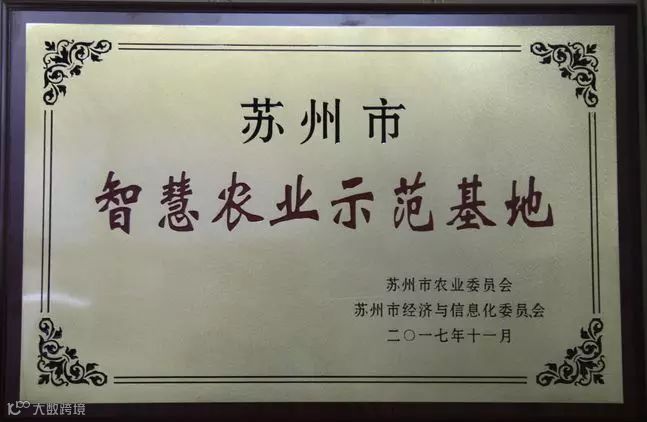 苏州市
智慧农业示范基地
苏州市农业委员会
苏州市经济与信息化委员会
二〇一七年十一月
大数跨境